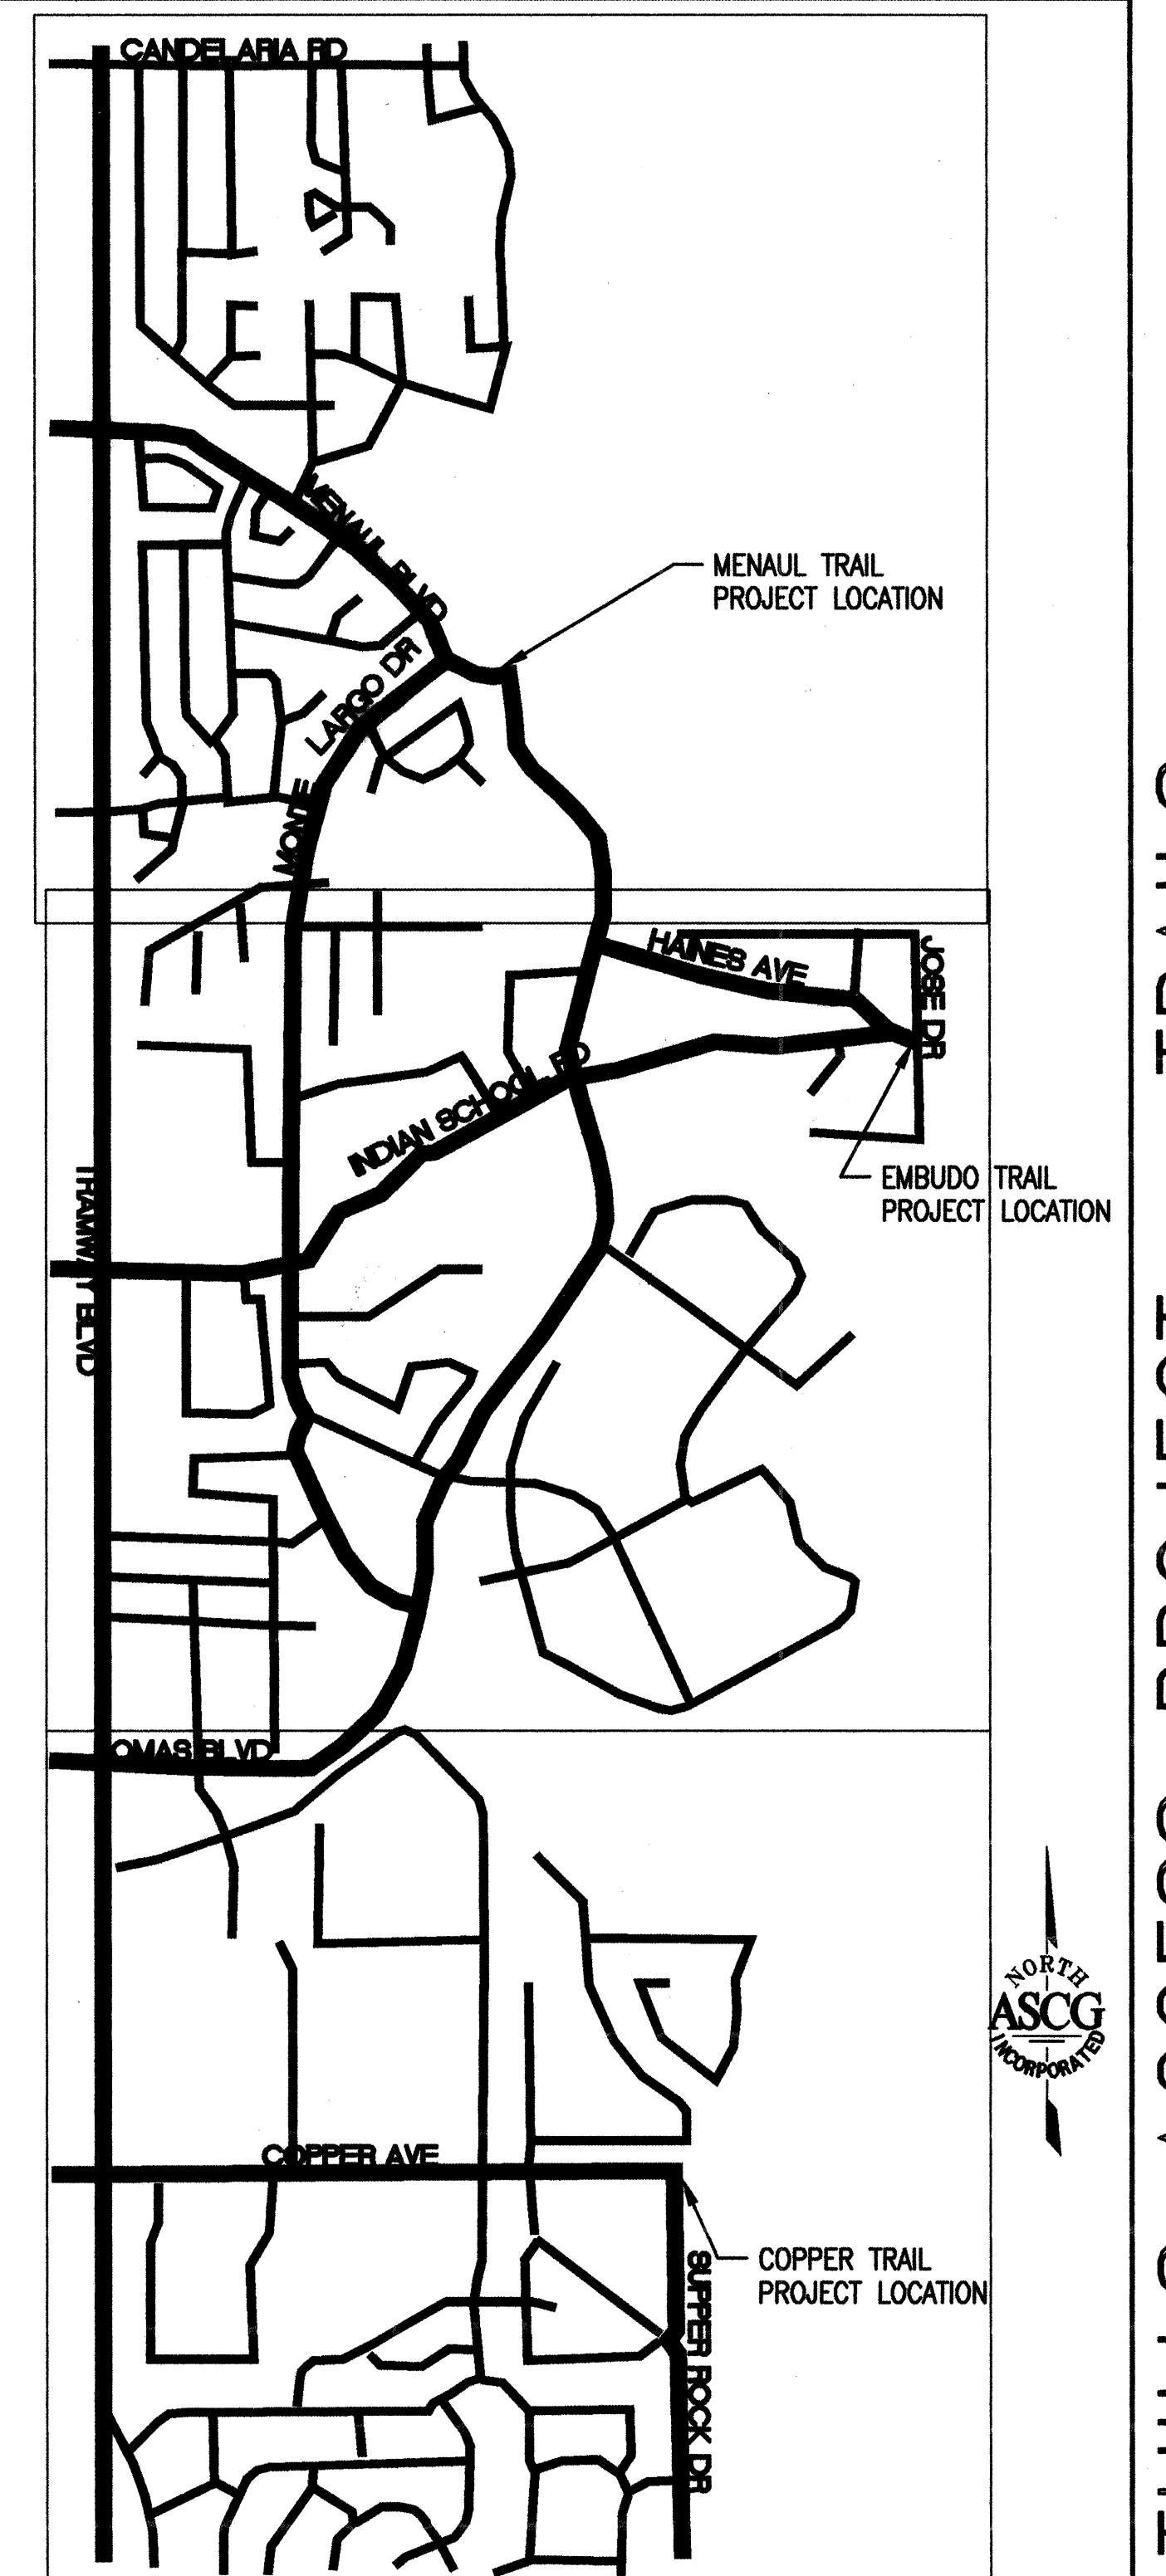 CANDELARIA RD
MENAUL BLVD
MENAUL TRAIL
PROJECT LOCATION
LARGO DR
MONTE
HAINES AVE
JOSE DR
INDIAN SCHOOL RD
EMBUDO TRAIL
PROJECT LOCATION
TRAMWAY BLVD
OMAS BLVD
NORTH
ASCG
INCORPORATED
COPPER AVE
COPPER TRAIL
PROJECT LOCATION
SUPPER ROCK DR